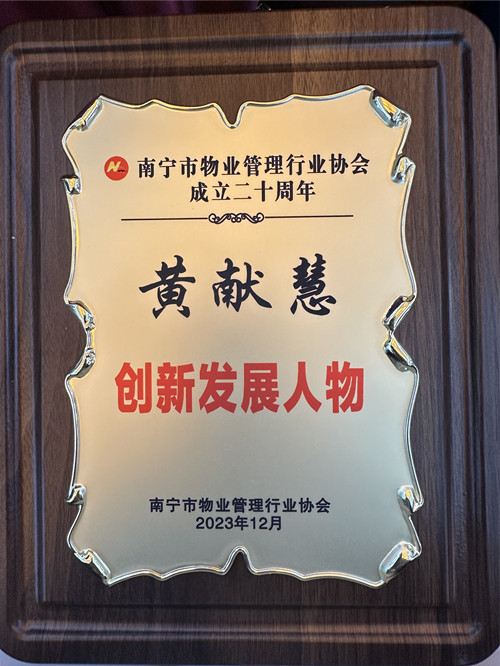 南宁市物业管理行业协会
成立二十周年
黄献慧
创新发展人物
南宁市物业管理行业协会
2023年12月